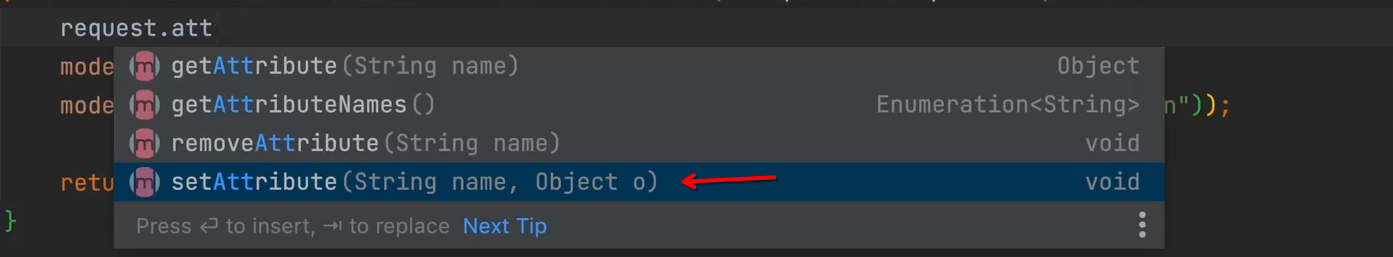 request.att
mode
getAttribute(String name) Object
mode
getAttributeNames() Enumeration<String>
n"));
removeAttribute(String name) void
retu
setAttribute(String name, Object o) void
}
Press ⏎ to insert, ⇥ to replace Next Tip